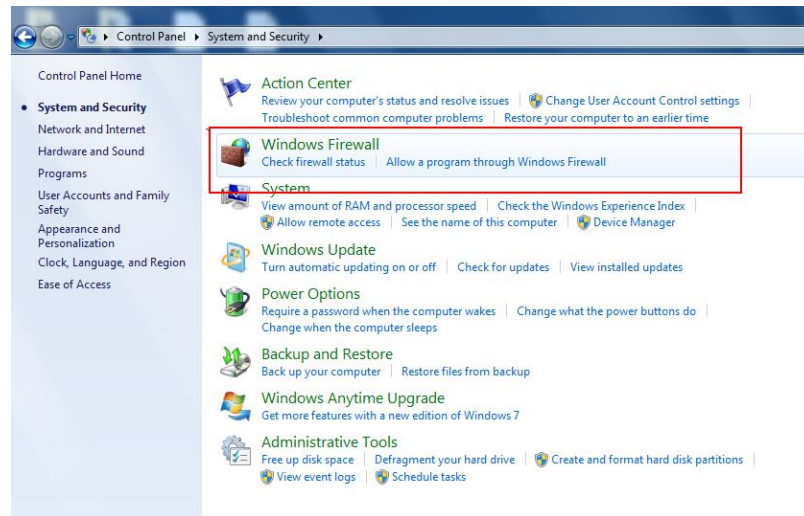 Control Panel ▸ System and Security ▸
Control Panel Home
System and Security
Network and Internet
Hardware and Sound
Programs
User Accounts and Family
Safety
Appearance and
Personalization
Clock, Language, and Region
Ease of Access
Action Center
Review your computer's status and resolve issues | Change User Account Control settings |
Troubleshoot common computer problems | Restore your computer to an earlier time
Windows Firewall
Check firewall status | Allow a program through Windows Firewall
System
View amount of RAM and processor speed | Check the Windows Experience Index |
Allow remote access | See the name of this computer | Device Manager
Windows Update
Turn automatic updating on or off | Check for updates | View installed updates
Power Options
Require a password when the computer wakes | Change what the power buttons do |
Change when the computer sleeps
Backup and Restore
Back up your computer | Restore files from backup
Windows Anytime Upgrade
Get more features with a new edition of Windows 7
Administrative Tools
Free up disk space | Defragment your hard drive | Create and format hard disk partitions |
View event logs | Schedule tasks